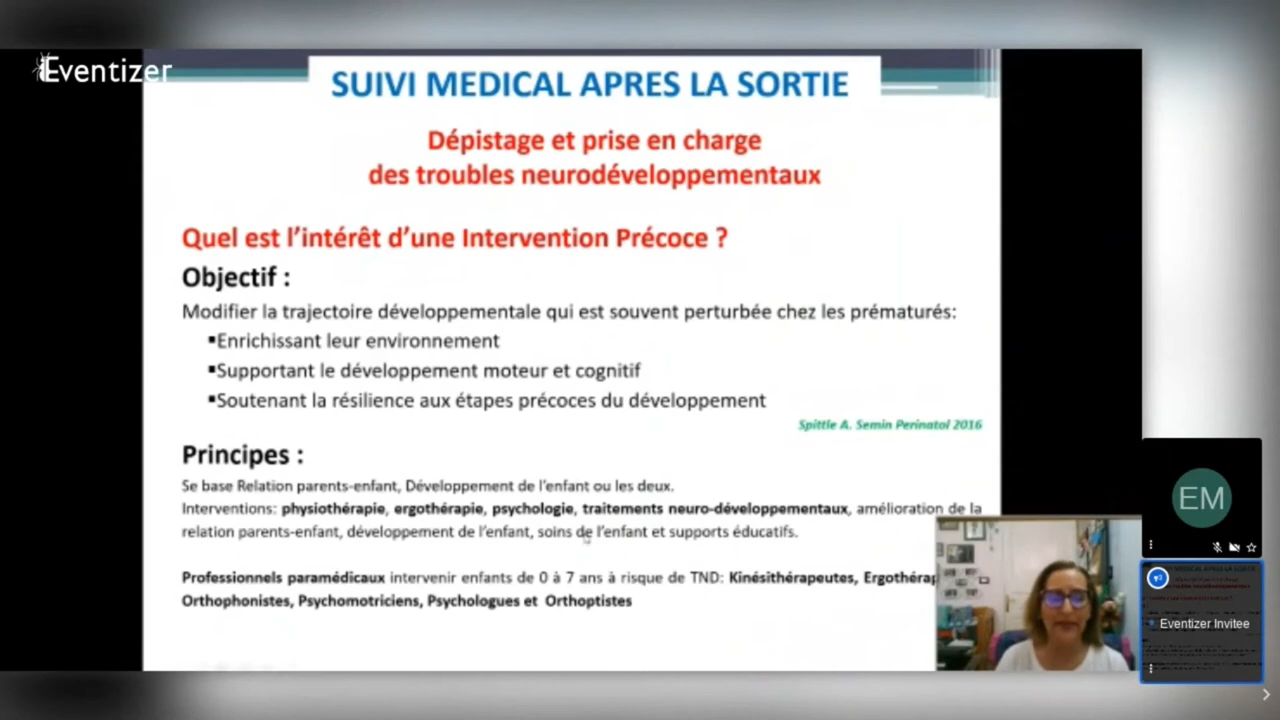 Eventizer
SUIVI MEDICAL APRES LA SORTIE
Dépistage et prise en charge
des troubles neurodéveloppementaux
Quel est l'intérêt d'une Intervention Précoce ?
Objectif :
Modifier la trajectoire développementale qui est souvent perturbée chez les prématurés:
▪Enrichissant leur environnement
▪Supportant le développement moteur et cognitif
▪Soutenant la résilience aux étapes précoces du développement
Spittle A. Semin Perinatol 2016
Principes :
Se base Relation parents-enfant, Développement de l'enfant ou les deux.
Interventions: physiothérapie, ergothérapie, psychologie, traitements neuro-développementaux, amélioration de la
relation parents-enfant, développement de l'enfant, soins de l'enfant et supports éducatifs.
Professionnels paramédicaux intervenir enfants de 0 à 7 ans à risque de TND: Kinésithérapeutes, Ergothérap
Orthophonistes, Psychomotriciens, Psychologues et Orthoptistes
EM
Eventizer Invitee